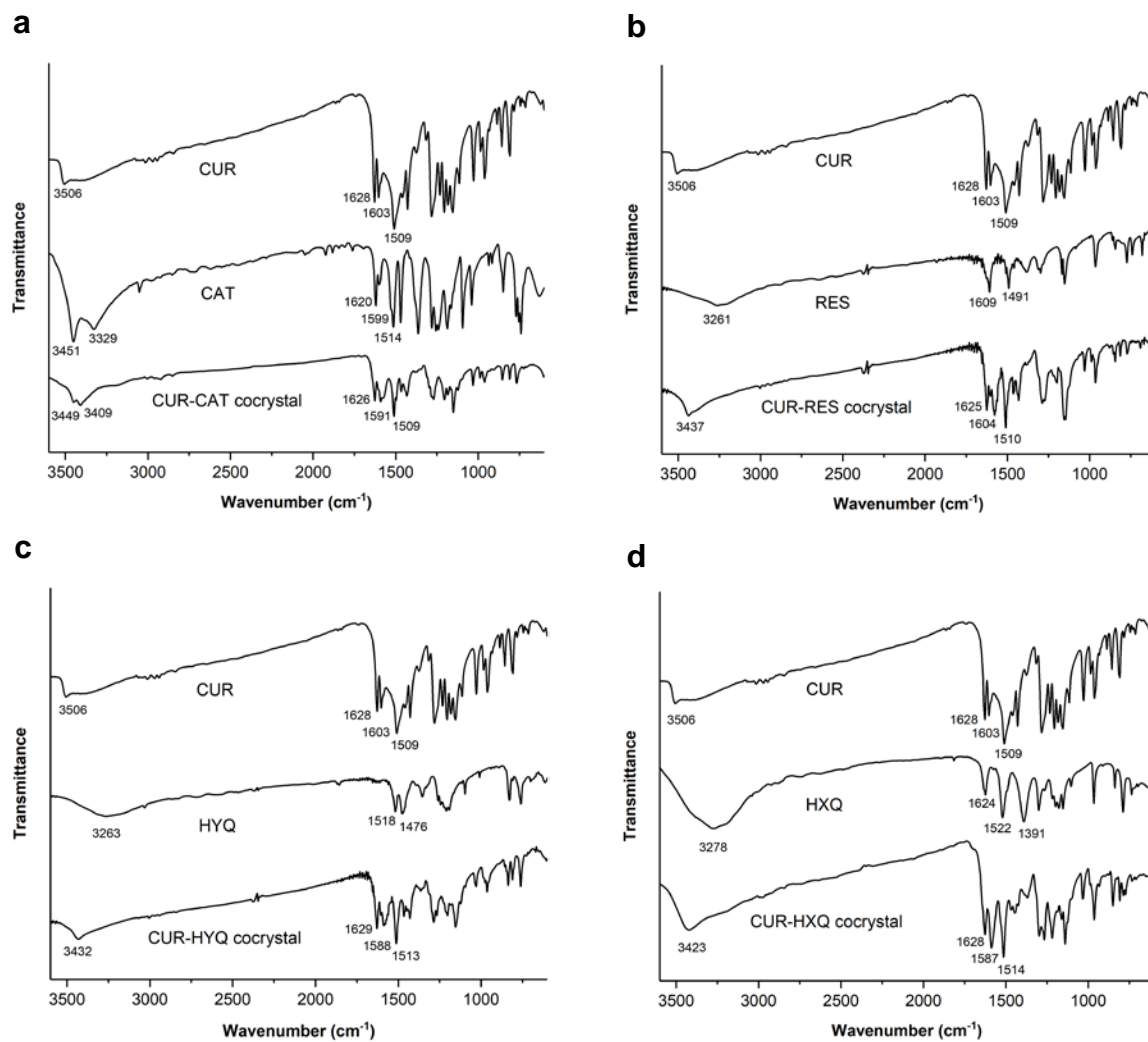 a
CUR
3506
1628
1603
1509
CAT
3451
3329
1620
1599
1514
CUR-CAT cocrystal
3449
3409
1626
1591
1509
Transmittance
3500 3000 2500 2000 1500 1000
Wavenumber (cm-1)
b
CUR
3506
1628
1603
1509
RES
3261
1609
1491
CUR-RES cocrystal
3437
1625
1604
1510
Transmittance
3500 3000 2500 2000 1500 1000
Wavenumber (cm-1)
c
CUR
3506
1628
1603
1509
HYQ
3263
1518
1476
CUR-HYQ cocrystal
3432
1629
1588
1513
Transmittance
3500 3000 2500 2000 1500 1000
Wavenumber (cm-1)
d
CUR
3506
1628
1603
1509
HXQ
3278
1624
1522
1391
CUR-HXQ cocrystal
3423
1628
1587
1514
Transmittance
3500 3000 2500 2000 1500 1000
Wavenumber (cm-1)